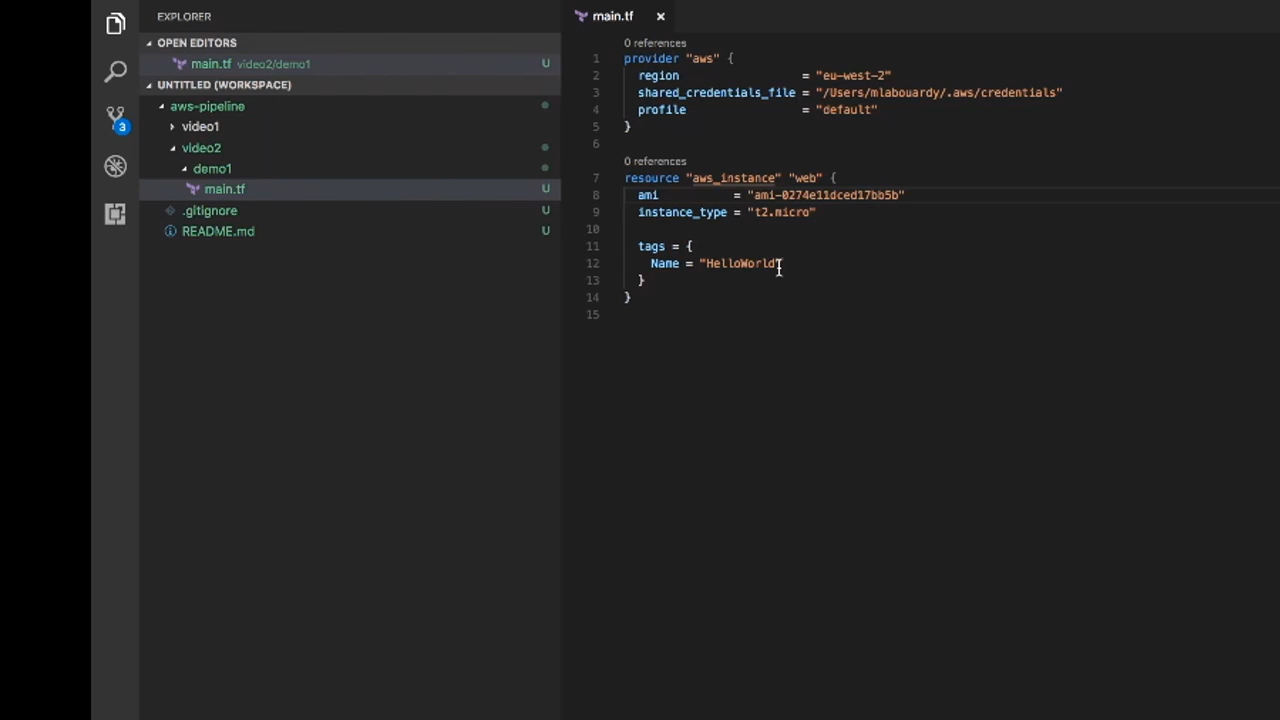 EXPLORER
OPEN EDITORS
main.tf video2/demo1 U
UNTITLED (WORKSPACE)
aws-pipeline
video1
3
video2
demo1
main.tf U
.gitignore U
README.md U
main.tf ×
0 references
1 provider "aws" {
2 region = "eu-west-2"
3 shared_credentials_file = "/Users/mlabouardy/.aws/credentials"
4 profile = "default"
5 }
6
0 references
7 resource "aws_instance" "web" {
8 ami = "ami-0274e11dced17bb5b"
9 instance_type = "t2.micro"
10
11 tags = {
12 Name = "HelloWorld"
13 }
14 }
15